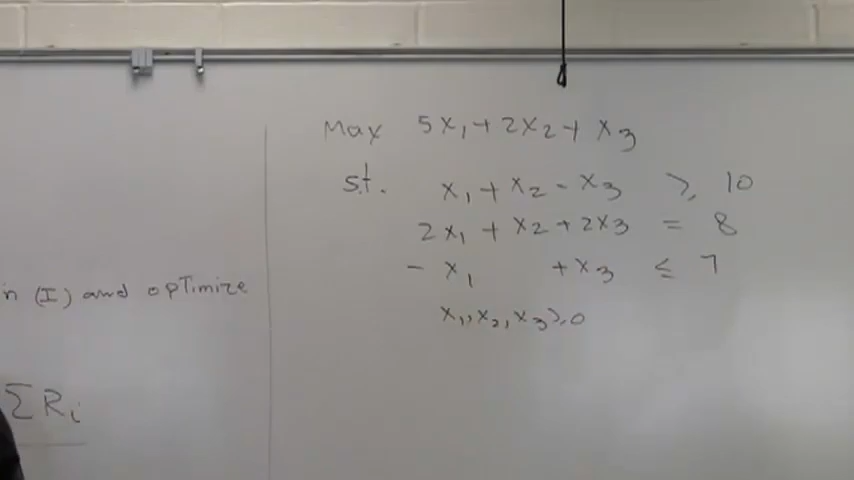 Max 5x₁ + 2x₂ + x₃
s.t. x₁ + x₂ - x₃ ≥ 10
2x₁ + x₂ + 2x₃ = 8
- x₁ + x₃ ≤ 7
x₁, x₂, x₃ ≥ 0
n (I) and optimize
ΣRᵢ